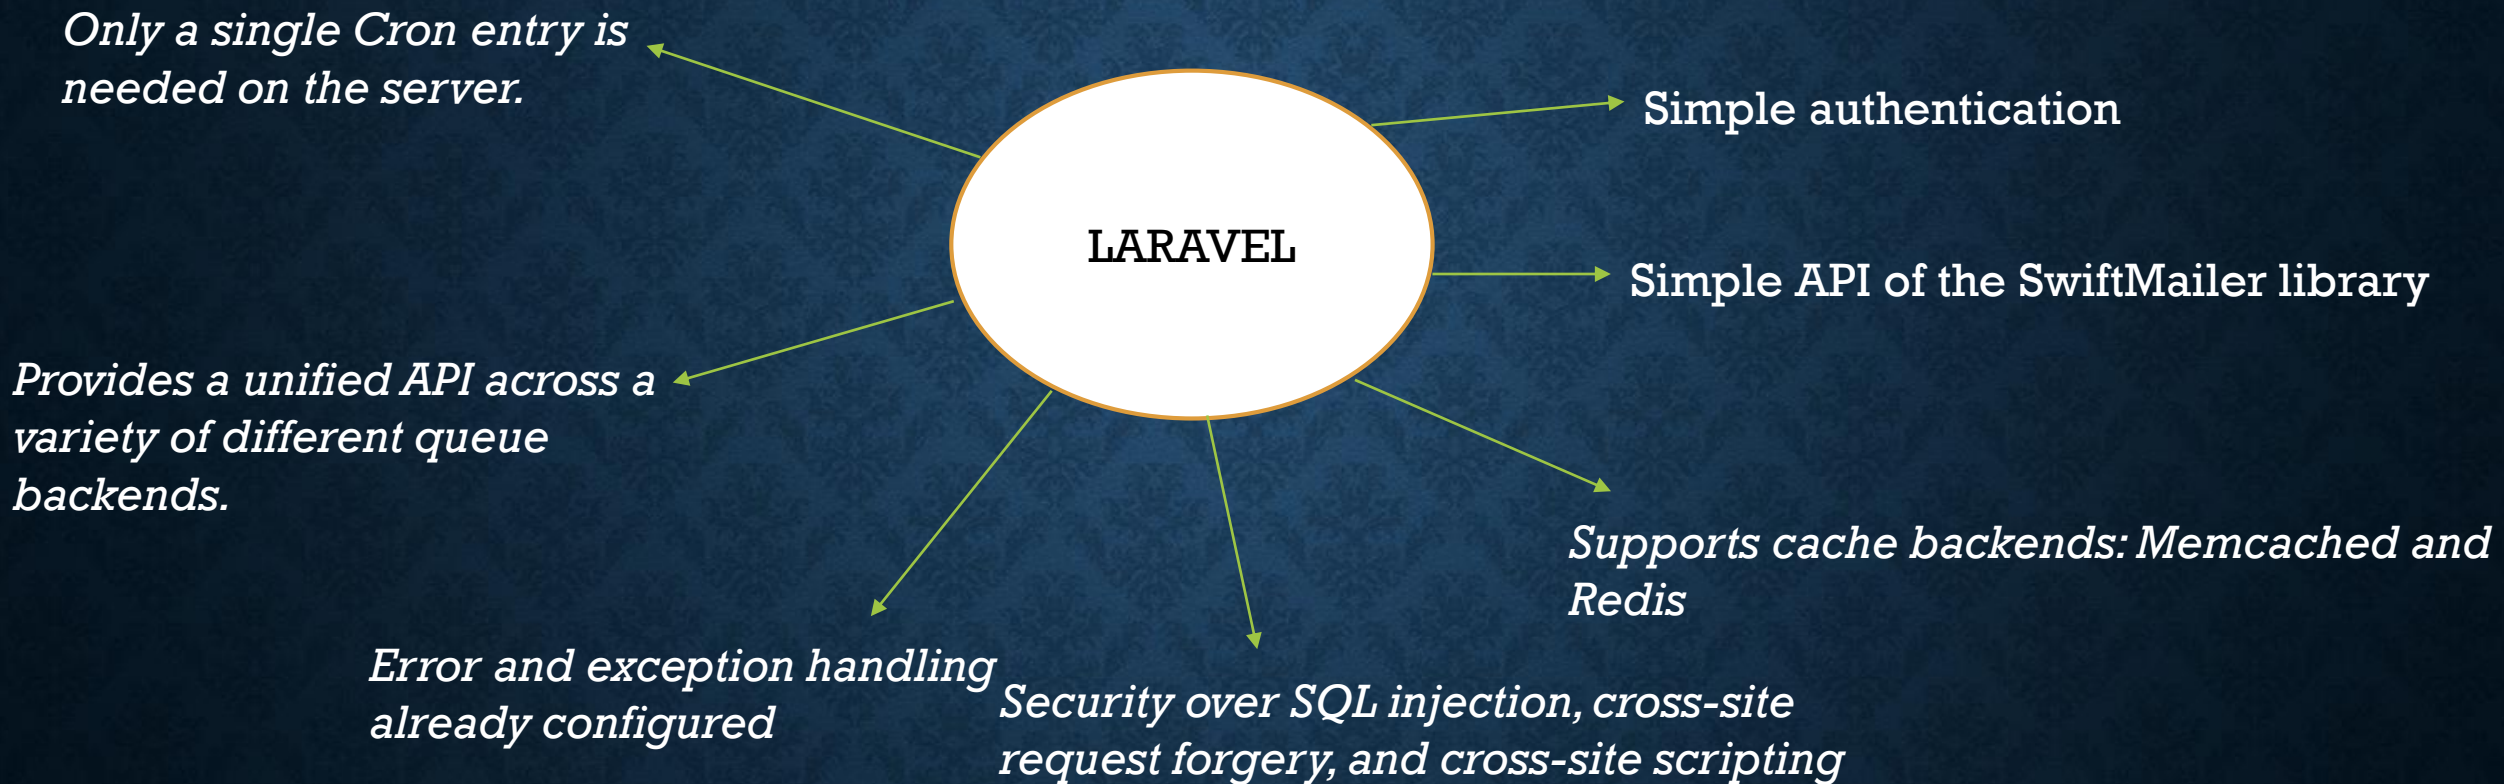 Only a single Cron entry is
needed on the server.
LARAVEL
Simple authentication
Simple API of the SwiftMailer library
Provides a unified API across a
variety of different queue
backends.
Supports cache backends: Memcached and
Redis
Error and exception handling
already configured
Security over SQL injection, cross-site
request forgery, and cross-site scripting